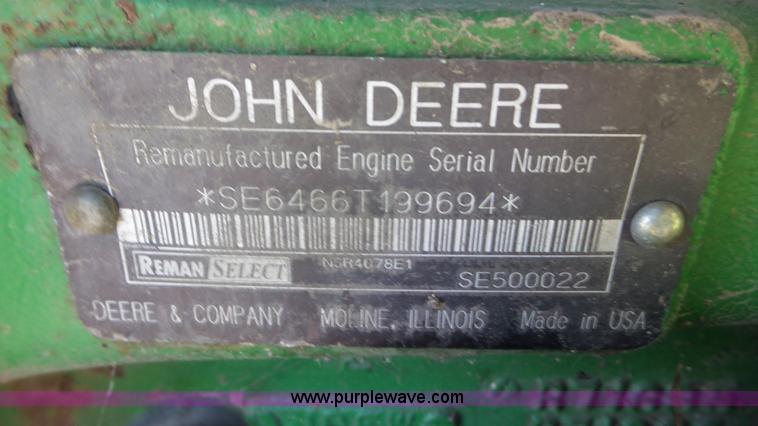 JOHN DEERE
Remanufactured Engine Serial Number
*SE6466T199694*
REMAN SELECT
SE500022
DEERE & COMPANY MOLINE, ILLINOIS Made in USA
www.purplewave.com